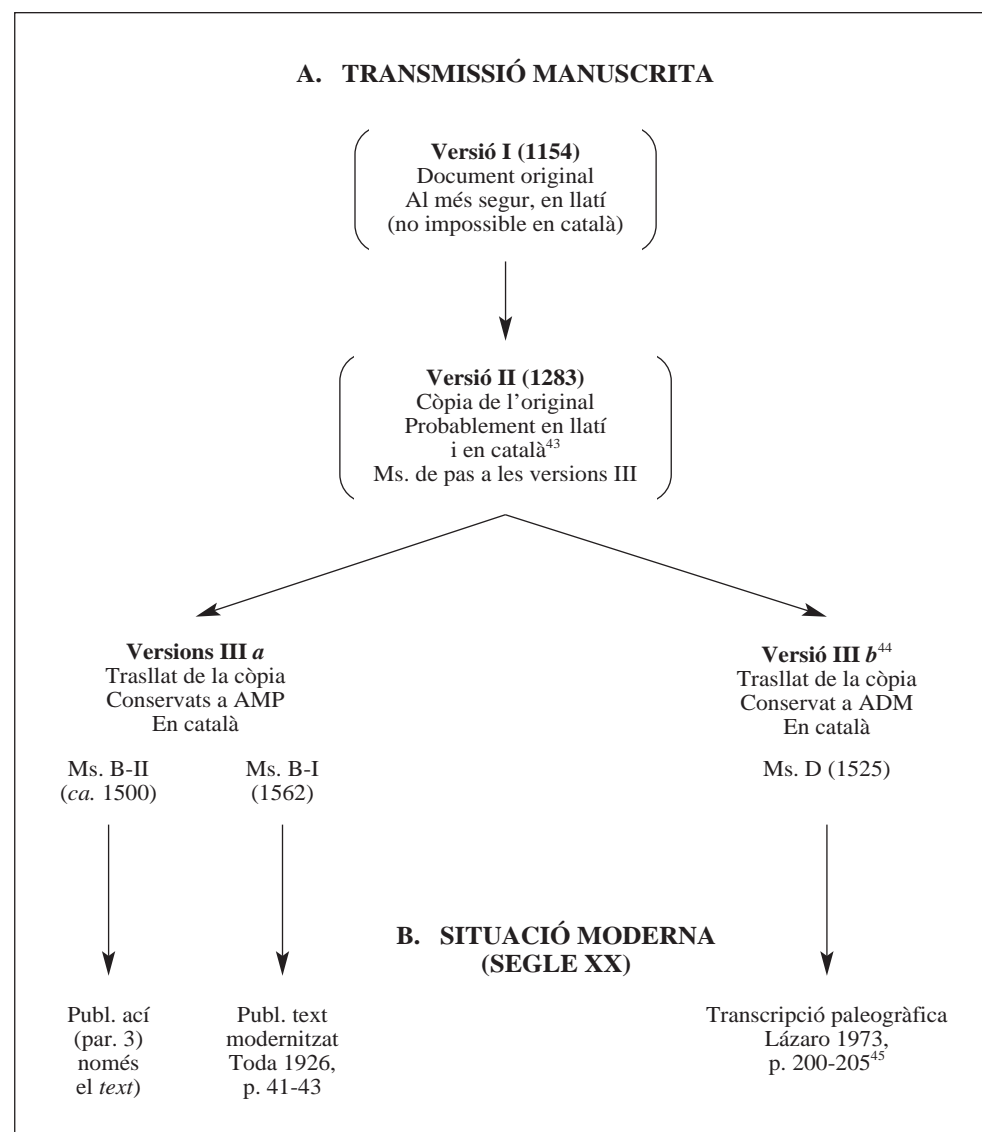 A. TRANSMISSIÓ MANUSCRITA
Versió I (1154)
Document original
Al més segur, en llatí
(no impossible en català)
Versió II (1283)
Còpia de l’original
Probablement en llatí
i en català43
Ms. de pas a les versions III
Versions III a
Trasllat de la còpia
Conservats a AMP
En català
Ms. B-II
(ca. 1500)
Ms. B-I
(1562)
Versió III b44
Trasllat de la còpia
Conservat a ADM
En català
Ms. D (1525)
B. SITUACIÓ MODERNA
(SEGLE XX)
Publ. ací
(par. 3)
només
el text)
Publ. text
modernitzat
Toda 1926,
p. 41-43
Transcripció paleogràfica
Lázaro 1973,
p. 200-20545